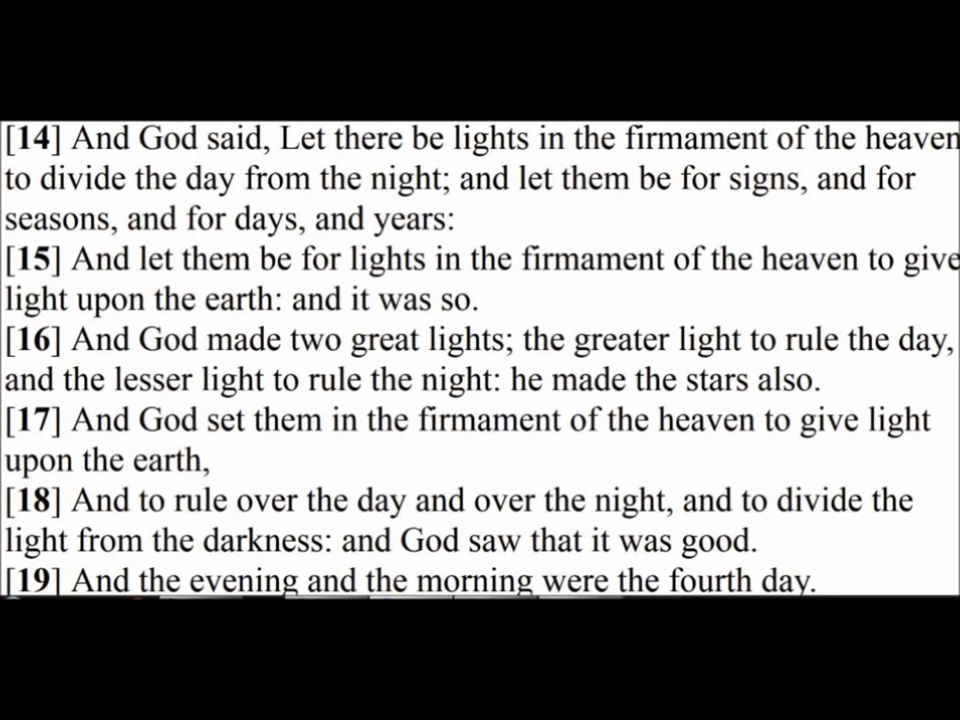 [14] And God said, Let there be lights in the firmament of the heaven
to divide the day from the night; and let them be for signs, and for
seasons, and for days, and years:
[15] And let them be for lights in the firmament of the heaven to give
light upon the earth: and it was so.
[16] And God made two great lights; the greater light to rule the day,
and the lesser light to rule the night: he made the stars also.
[17] And God set them in the firmament of the heaven to give light
upon the earth,
[18] And to rule over the day and over the night, and to divide the
light from the darkness: and God saw that it was good.
[19] And the evening and the morning were the fourth day.